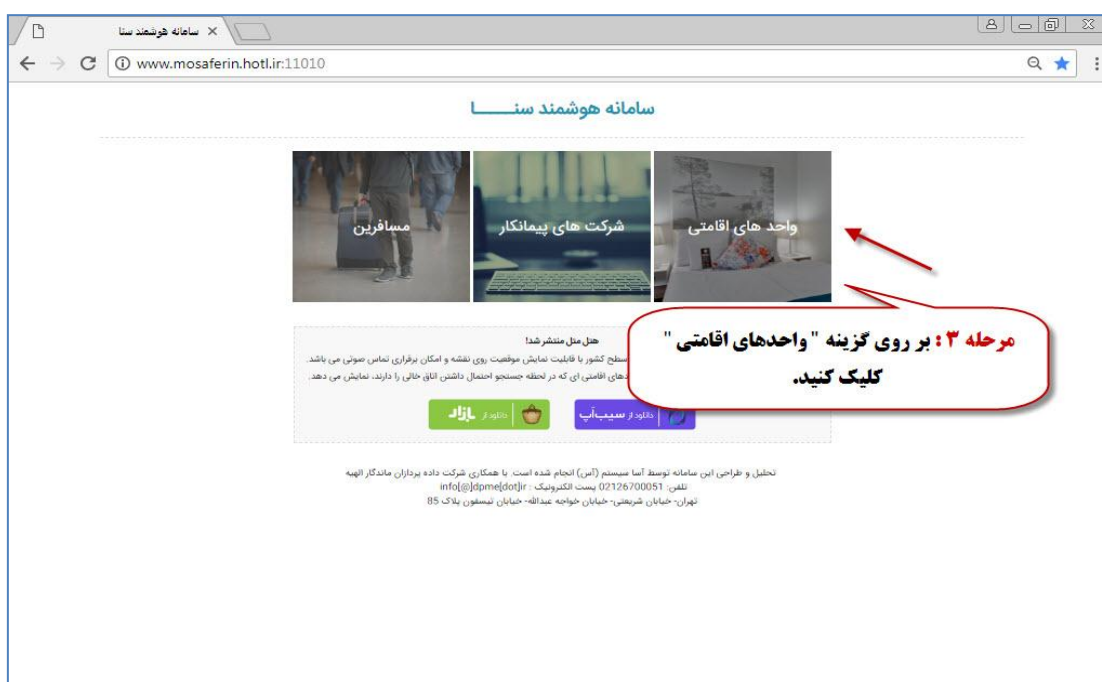 سامانه هوشمند سنا
www.mosaferin.hotl.ir:11010
سامانه هوشمند سنـــــا
واحد های اقامتی
شرکت های پیمانکار
مسافرین
مرحله ۳ : بر روی گزینه " واحدهای اقامتی "
کلیک کنید.
هتل متل منتشر شد!
سطح کشور با قابلیت نمایش موقعیت روی نقشه و امکان برقراری تماس صوتی می باشد.
اقامتی ای که در لحظه جستجو احتمال داشتن اتاق خالی را دارند، نمایش می دهد.
دانلود از سیب‌آپ
دانلود از بازار
تحلیل و طراحی این سامانه توسط آسا سیستم (آس) انجام شده است. با همکاری شرکت داده پردازان ماندگار الهیه
تلفن: 02126700051 پست الکترونیک : info[@]dpme[dot]ir
تهران- خیابان شریعتی- خیابان خواجه عبدالله- خیابان تیسفون پلاک 85